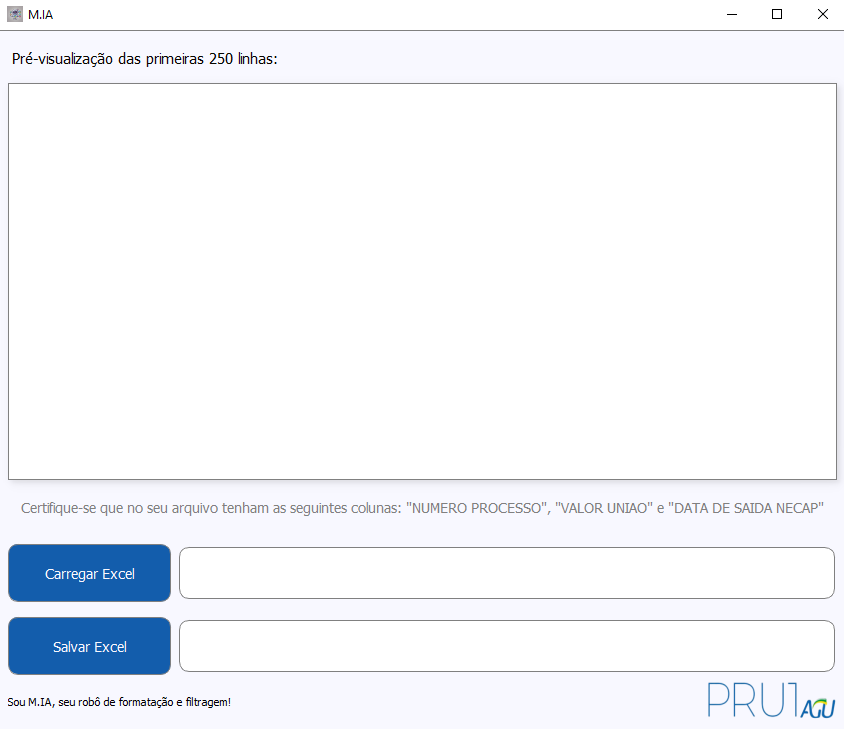 M.IA
Pré-visualização das primeiras 250 linhas:
Certifique-se que no seu arquivo tenham as seguintes colunas: "NUMERO PROCESSO", "VALOR UNIAO" e "DATA DE SAIDA NECAP"
Carregar Excel
Salvar Excel
Sou M.IA, seu robô de formatação e filtragem!
PRU1 AGU